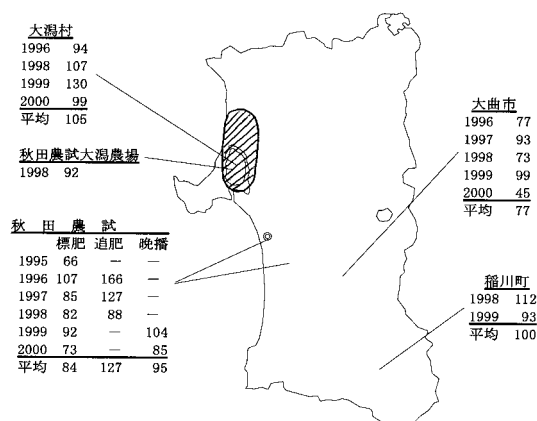 大潟村
1996 94
1998 107
1999 130
2000 99
平均 105
秋田農試大潟農場
1998 92
秋田農試
標肥 追肥 晩播
1995 66 — —
1996 107 166 —
1997 85 127 —
1998 82 88 —
1999 92 — 104
2000 73 — 85
平均 84 127 95
大曲市
1996 77
1997 93
1998 73
1999 99
2000 45
平均 77
稲川町
1998 112
1999 93
平均 100